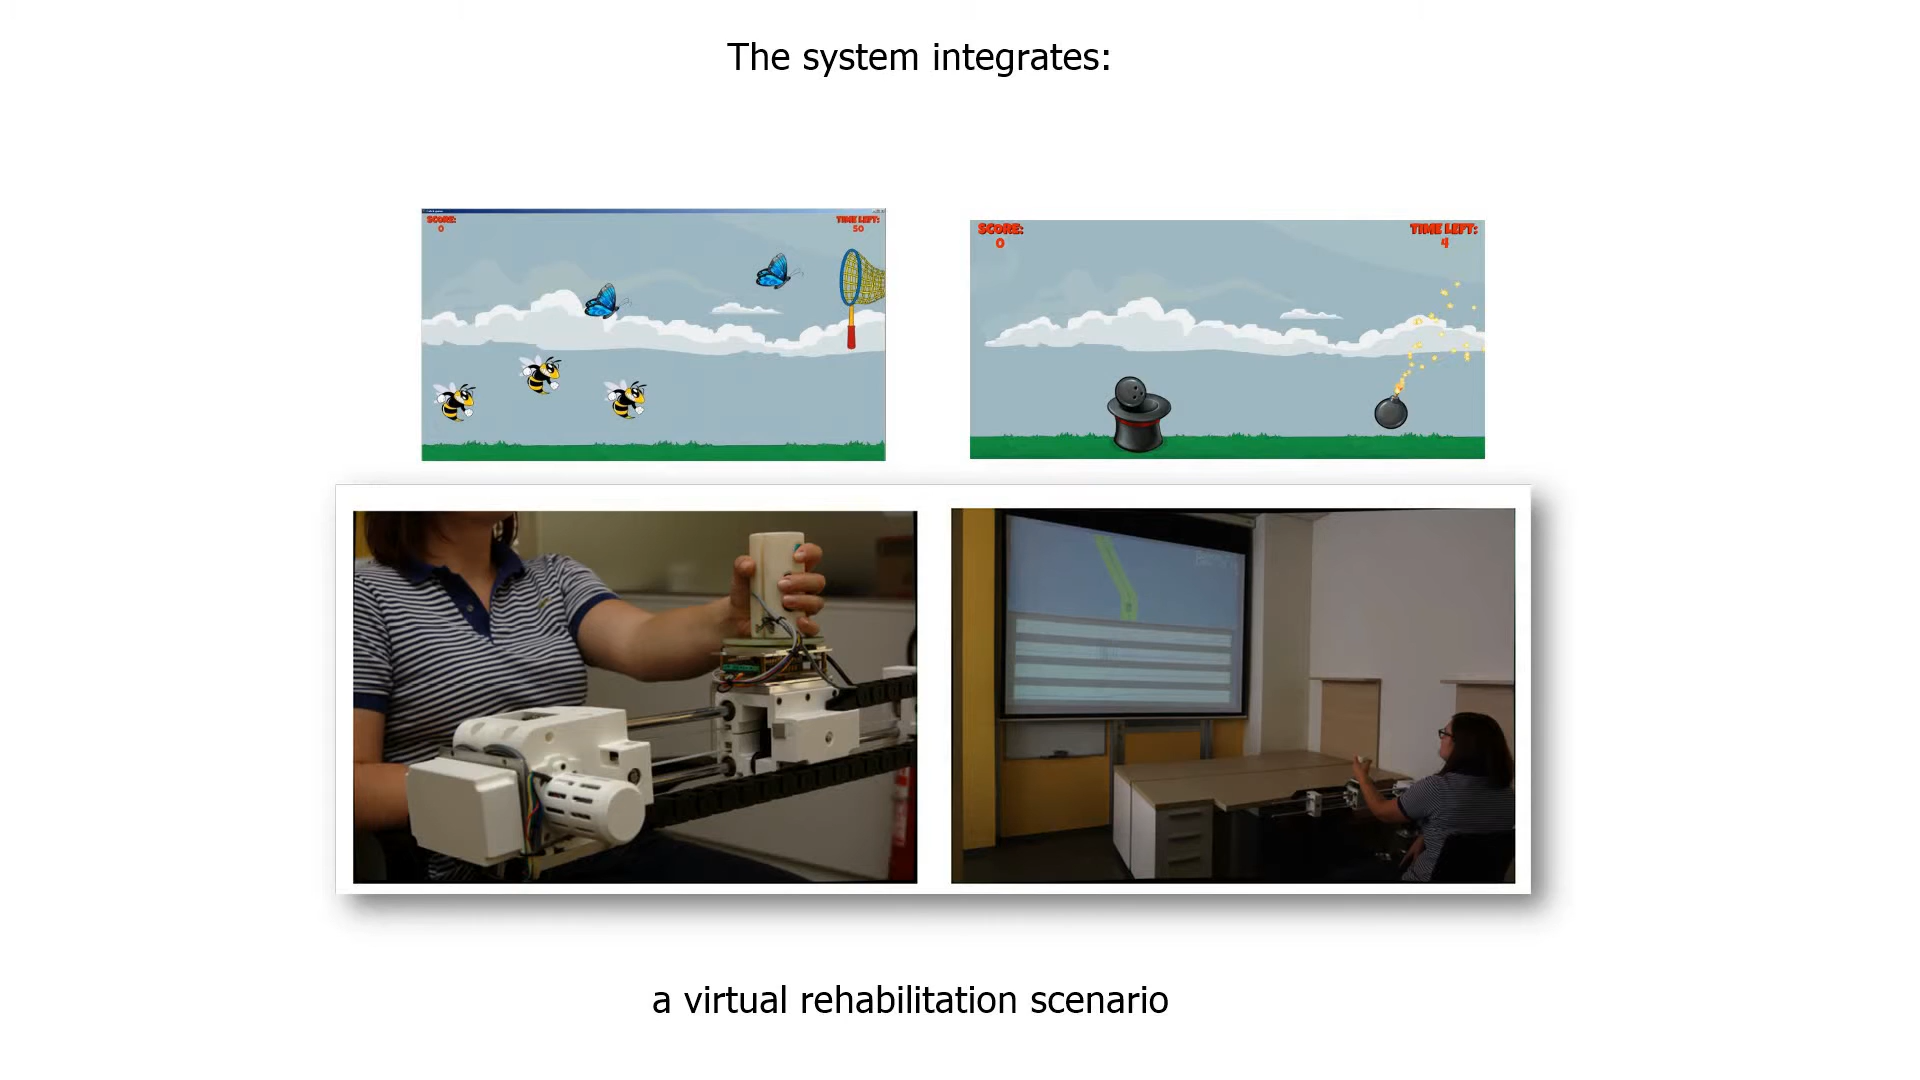 The system integrates:
SCORE:
0
TIME LEFT:
50
SCORE:
0
TIME LEFT:
4
a virtual rehabilitation scenario